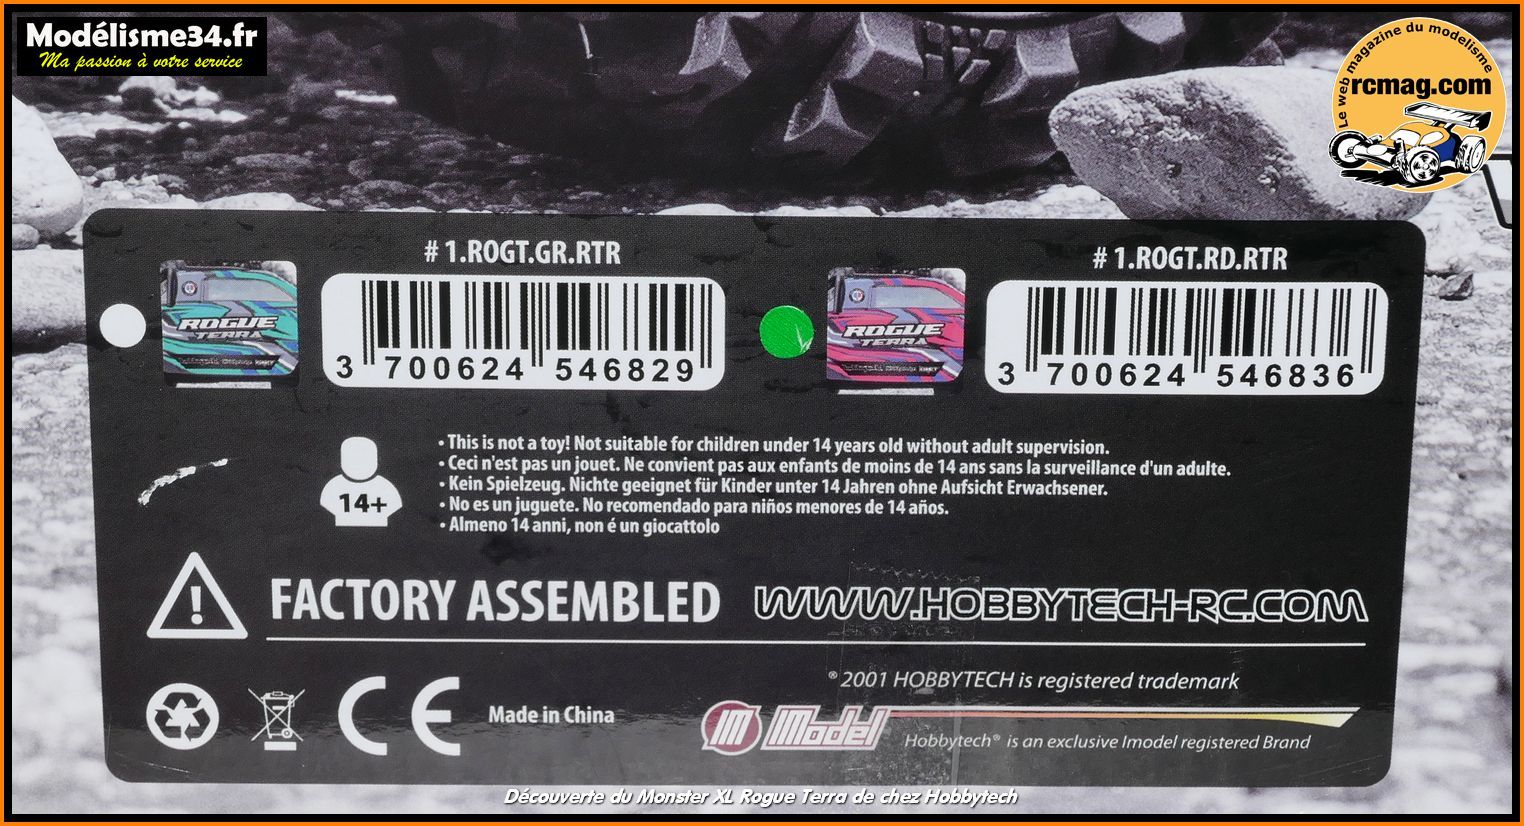 Modélisme34.fr
Ma passion à votre service
Le web magazine du modelisme
rcmag.com
# 1.ROGT.GR.RTR
# 1.ROGT.RD.RTR
ROGUE
TERRA
3 700624 546829
ROGUE
TERRA
3 700624 546836
14+
• This is not a toy! Not suitable for children under 14 years old without adult supervision.
• Ceci n'est pas un jouet. Ne convient pas aux enfants de moins de 14 ans sans la surveillance d'un adulte.
• Kein Spielzeug. Nichte geeignet für Kinder unter 14 Jahren ohne Aufsicht Erwachsener.
• No es un juguete. No recomendado para niños menores de 14 años.
• Almeno 14 anni, non é un giocattolo
FACTORY ASSEMBLED
WWW.HOBBYTECH-RC.COM
® 2001 HOBBYTECH is registered trademark
CE
Made in China
IM Imodel
Hobbytech® is an exclusive Imodel registered Brand
Découverte du Monster XL Rogue Terra de chez Hobbytech